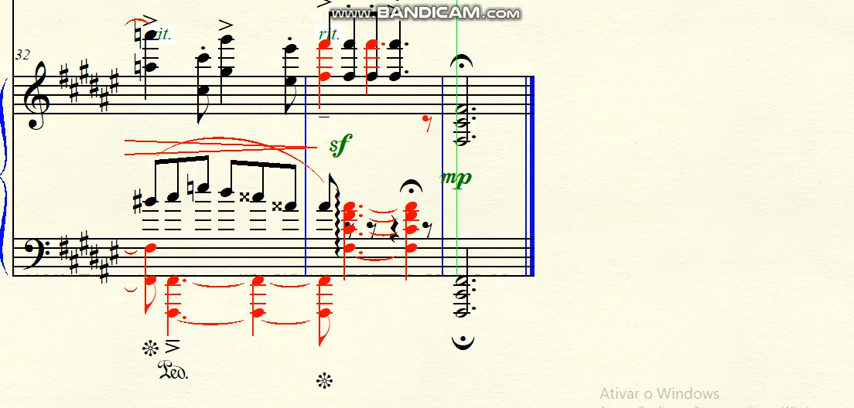 www.BANDICAM.com
rit.
rit.
32
sf
mp
Ped.
Ativar o Windows